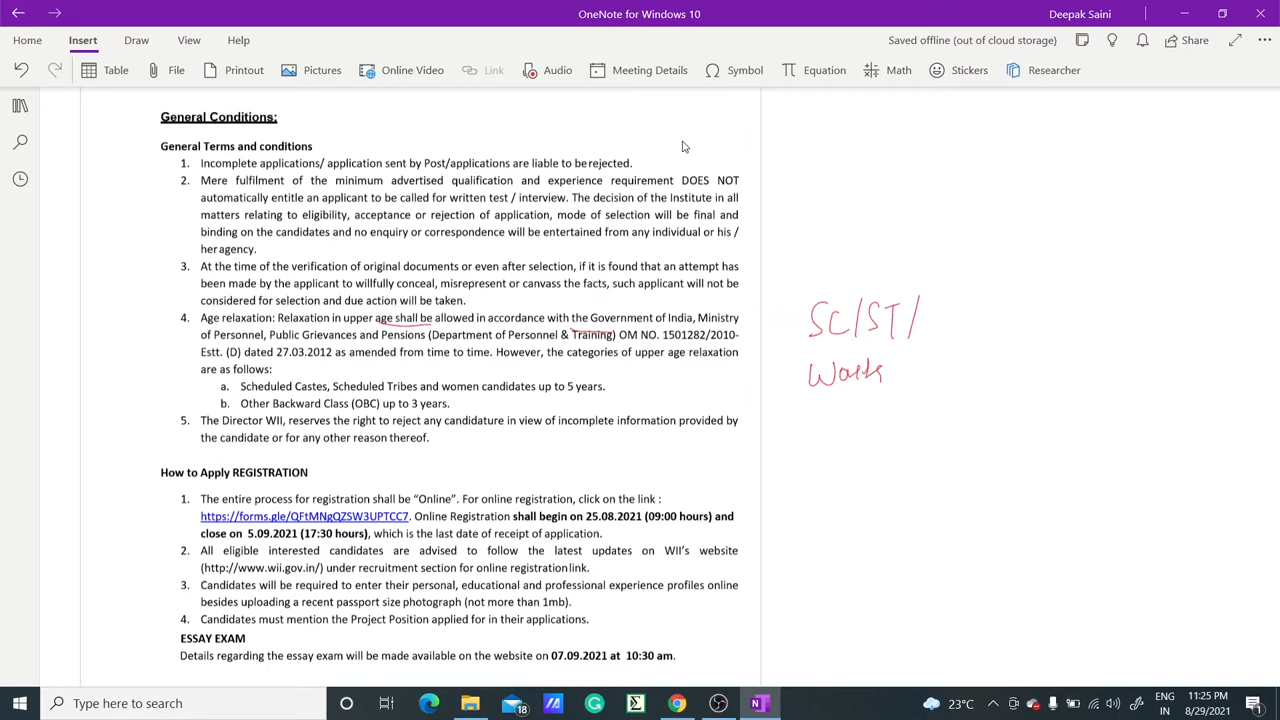 OneNote for Windows 10
Deepak Saini
Home Insert Draw View Help
Saved offline (out of cloud storage)
Share
Table File Printout Pictures Online Video Link Audio Meeting Details Symbol Equation Math Stickers Researcher
General Conditions:
General Terms and conditions
1. Incomplete applications/ application sent by Post/applications are liable to be rejected.
2. Mere fulfilment of the minimum advertised qualification and experience requirement DOES NOT
automatically entitle an applicant to be called for written test / interview. The decision of the Institute in all
matters relating to eligibility, acceptance or rejection of application, mode of selection will be final and
binding on the candidates and no enquiry or correspondence will be entertained from any individual or his /
her agency.
3. At the time of the verification of original documents or even after selection, if it is found that an attempt has
been made by the applicant to willfully conceal, misrepresent or canvass the facts, such applicant will not be
considered for selection and due action will be taken.
4. Age relaxation: Relaxation in upper age shall be allowed in accordance with the Government of India, Ministry
of Personnel, Public Grievances and Pensions (Department of Personnel & Training) OM NO. 1501282/2010-
Estt. (D) dated 27.03.2012 as amended from time to time. However, the categories of upper age relaxation
are as follows:
a. Scheduled Castes, Scheduled Tribes and women candidates up to 5 years.
b. Other Backward Class (OBC) up to 3 years.
5. The Director WII, reserves the right to reject any candidature in view of incomplete information provided by
the candidate or for any other reason thereof.
SC/ST/
How to Apply REGISTRATION
1. The entire process for registration shall be “Online”. For online registration, click on the link :
https://forms.gle/QFtMNgQZSW3UPTCC7. Online Registration shall begin on 25.08.2021 (09:00 hours) and
close on 5.09.2021 (17:30 hours), which is the last date of receipt of application.
2. All eligible interested candidates are advised to follow the latest updates on WII’s website
(http://www.wii.gov.in/) under recruitment section for online registration link.
3. Candidates will be required to enter their personal, educational and professional experience profiles online
besides uploading a recent passport size photograph (not more than 1mb).
4. Candidates must mention the Project Position applied for in their applications.
ESSAY EXAM
Details regarding the essay exam will be made available on the website on 07.09.2021 at 10:30 am.
Type here to search
18
23°C
ENG
IN
11:25 PM
8/29/2021
1